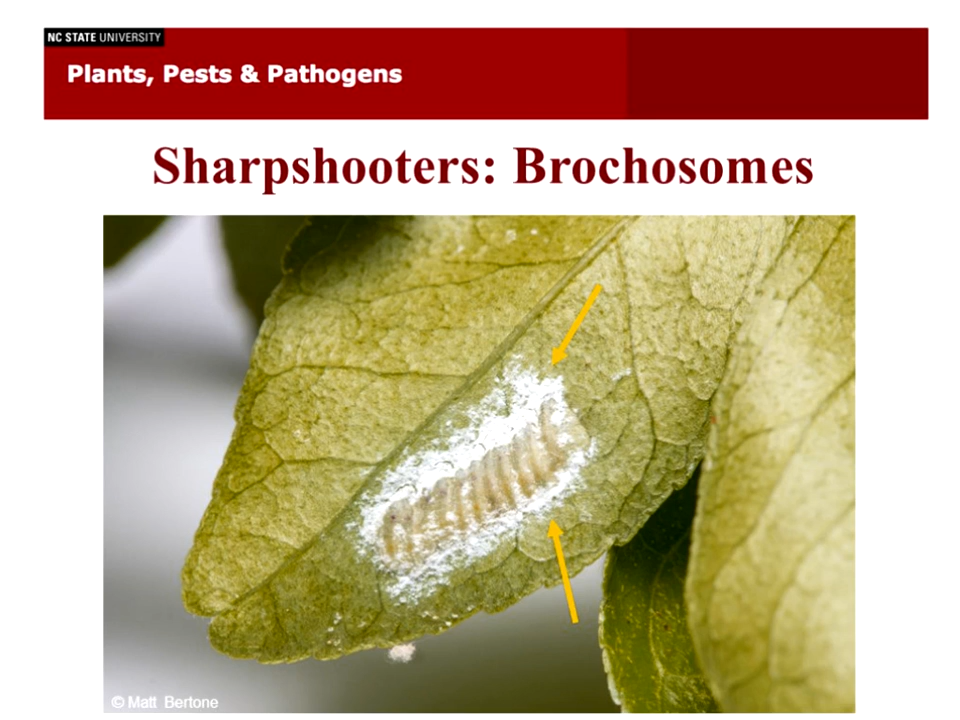 NC STATE UNIVERSITY
Plants, Pests & Pathogens
Sharpshooters: Brochosomes
© Matt Bertone